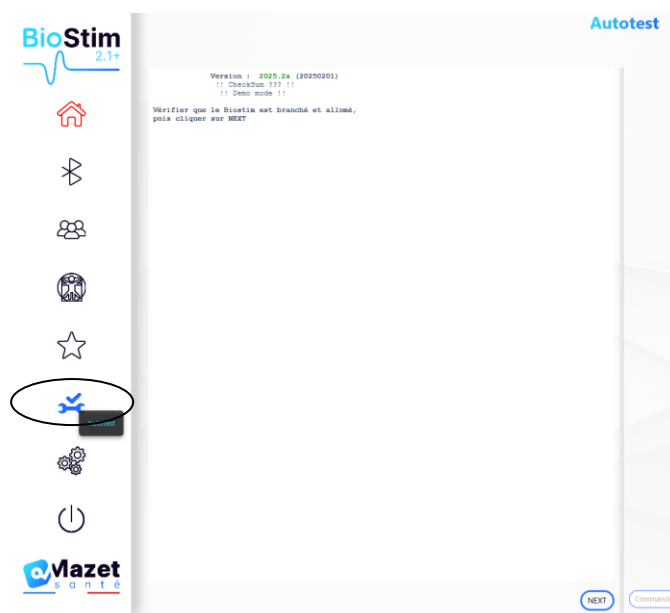 BioStim
2.1+
Autotest
Version : 2025.2a (20250201)
!! CheckSum ??? !!
!! Demo mode !!
Vérifier que le Biostim est branché et allumé,
puis cliquer sur NEXT
Autotest
Mazet
santé
NEXT